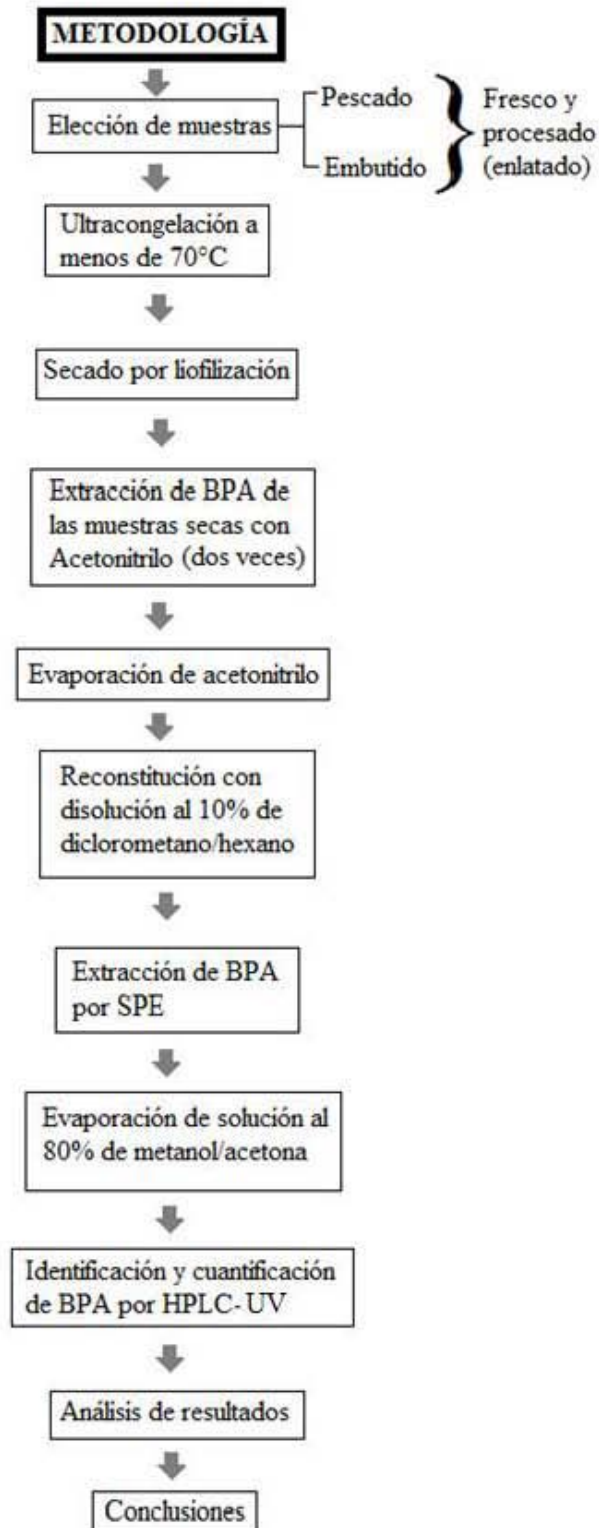 METODOLOGÍA
Elección de muestras
Pescado
Embutido
Fresco y
procesado
(enlatado)
Ultracongelación a
menos de 70°C
Secado por liofilización
Extracción de BPA de
las muestras secas con
Acetonitrilo (dos veces)
Evaporación de acetonitrilo
Reconstitución con
disolución al 10% de
diclorometano/hexano
Extracción de BPA
por SPE
Evaporación de solución al
80% de metanol/acetona
Identificación y cuantificación
de BPA por HPLC- UV
Análisis de resultados
Conclusiones